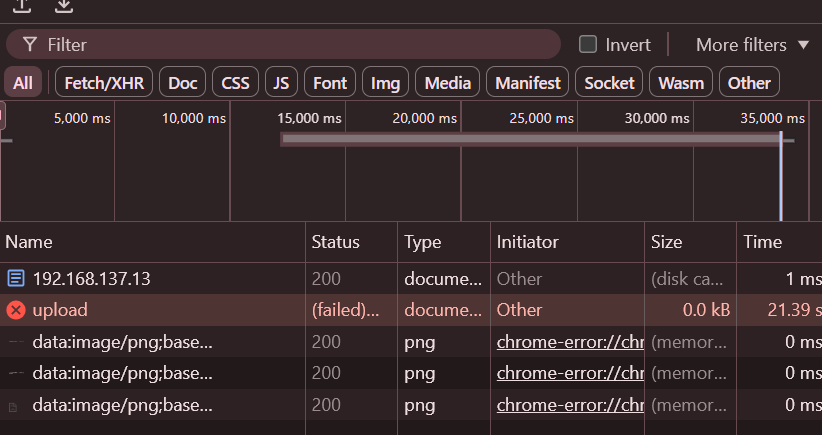 Filter Invert More filters
All Fetch/XHR Doc CSS JS Font Img Media Manifest Socket Wasm Other
5,000 ms 10,000 ms 15,000 ms 20,000 ms 25,000 ms 30,000 ms 35,000 ms
Name Status Type Initiator Size Time
192.168.137.13 200 docume... Other (disk ca... 1 ms
upload (failed)... docume... Other 0.0 kB 21.39 s
data:image/png;base... 200 png chrome-error://chr (memor... 0 ms
data:image/png;base... 200 png chrome-error://chr (memor... 0 ms
data:image/png;base... 200 png chrome-error://chr (memor... 0 ms